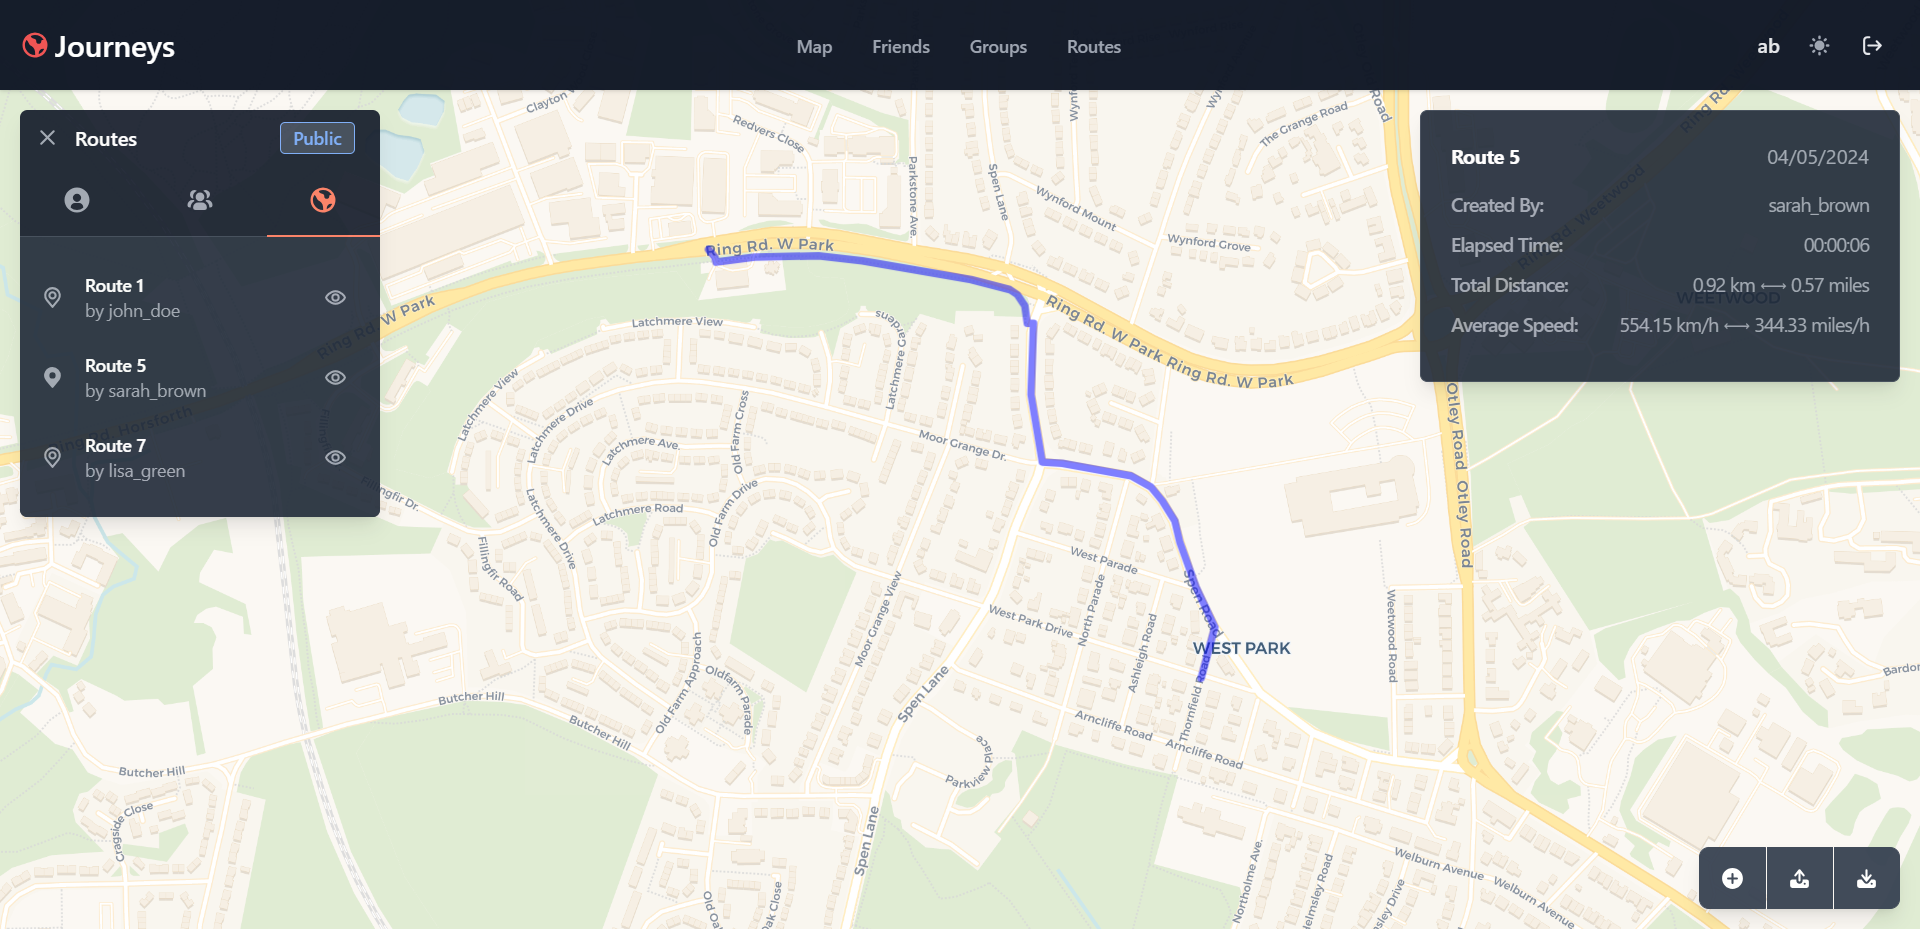 Journeys
Map
Friends
Groups
Routes
ab
Routes
Public
Route 1
by john_doe
Route 5
by sarah_brown
Route 7
by lisa_green
Route 5
04/05/2024
Created By:
sarah_brown
Elapsed Time:
00:00:06
Total Distance:
0.92 km ⟷ 0.57 miles
Average Speed:
554.15 km/h ⟷ 344.33 miles/h
Redvers Close
Parkstone Ave.
Spen Lane
Wynford Mount
Wynford Grove
The Grange Road
Ring Rd. W Park
Ring Rd. W Park
Ring Rd. W Park
Ring Rd. W Park
Ring Rd. Horsforth
Ring Rd. Weetwood
WEETWOOD
Latchmere View
Latchmere View
Latchmere Drive
Latchmere Ave.
Latchmere Gardens
Old Farm Cross
Moor Grange Dr.
Fillingfir Dr.
Latchmere Road
Latchmere Drive
Old Farm Drive
Fillingfir Road
Otley Road
Otley Road
West Parade
North Parade
Spen Road
West Park Drive
Moor Grange View
Ashleigh Road
Weetwood Road
WEST PARK
Thornfield Road
Old Farm Approach
Oldfarm Parade
Spen Lane
Butcher Hill
Butcher Hill
Butcher Hill
Arncliffe Road
Arncliffe Road
Parkview Place
Cragside Close
Spen Lane
Welburn Avenue
Welburn Avenue
Northolme Ave.